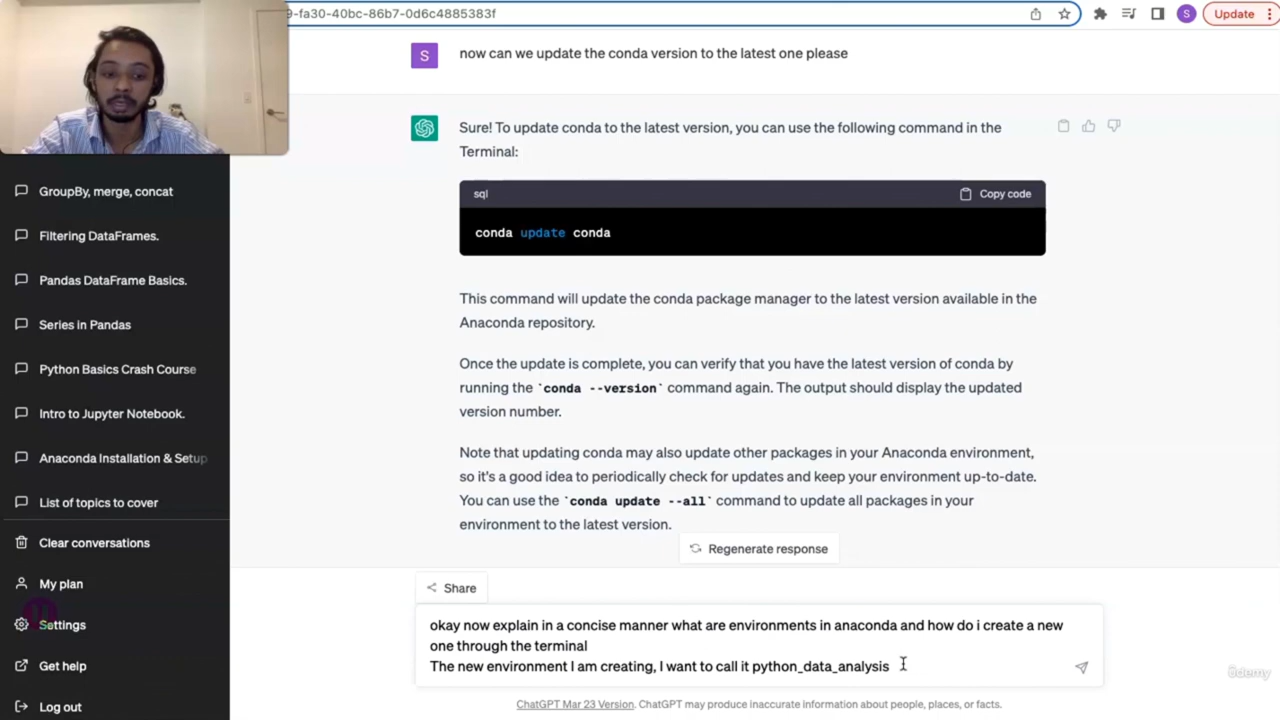 9-fa30-40bc-86b7-0d6c4885383f
S
Update
S
now can we update the conda version to the latest one please
Sure! To update conda to the latest version, you can use the following command in the
Terminal:
sql
Copy code
conda update conda
This command will update the conda package manager to the latest version available in the
Anaconda repository.
Once the update is complete, you can verify that you have the latest version of conda by
running the `conda --version` command again. The output should display the updated
version number.
Note that updating conda may also update other packages in your Anaconda environment,
so it's a good idea to periodically check for updates and keep your environment up-to-date.
You can use the `conda update --all` command to update all packages in your
environment to the latest version.
Regenerate response
Share
okay now explain in a concise manner what are environments in anaconda and how do i create a new
one through the terminal
The new environment I am creating, I want to call it python_data_analysis
ChatGPT Mar 23 Version. ChatGPT may produce inaccurate information about people, places, or facts.
GroupBy, merge, concat
Filtering DataFrames.
Pandas DataFrame Basics.
Series in Pandas
Python Basics Crash Course
Intro to Jupyter Notebook.
Anaconda Installation & Setup
List of topics to cover
Clear conversations
My plan
Settings
Get help
Log out
ûdemy